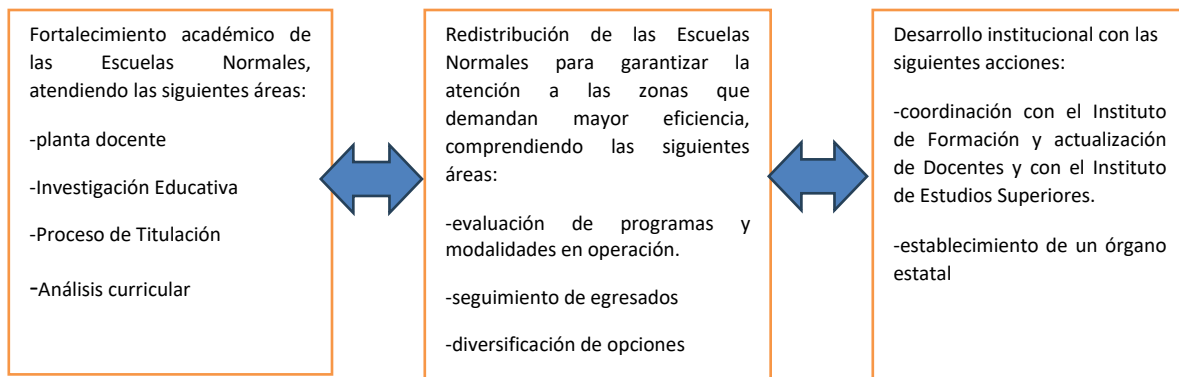 Fortalecimiento académico de
las Escuelas Normales,
atendiendo las siguientes áreas:
-planta docente
-Investigación Educativa
-Proceso de Titulación
-Análisis curricular
Redistribución de las Escuelas
Normales para garantizar la
atención a las zonas que
demandan mayor eficiencia,
comprendiendo las siguientes
áreas:
-evaluación de programas y
modalidades en operación.
-seguimiento de egresados
-diversificación de opciones
Desarrollo institucional con las
siguientes acciones:
-coordinación con el Instituto
de Formación y actualización
de Docentes y con el Instituto
de Estudios Superiores.
-establecimiento de un órgano
estatal